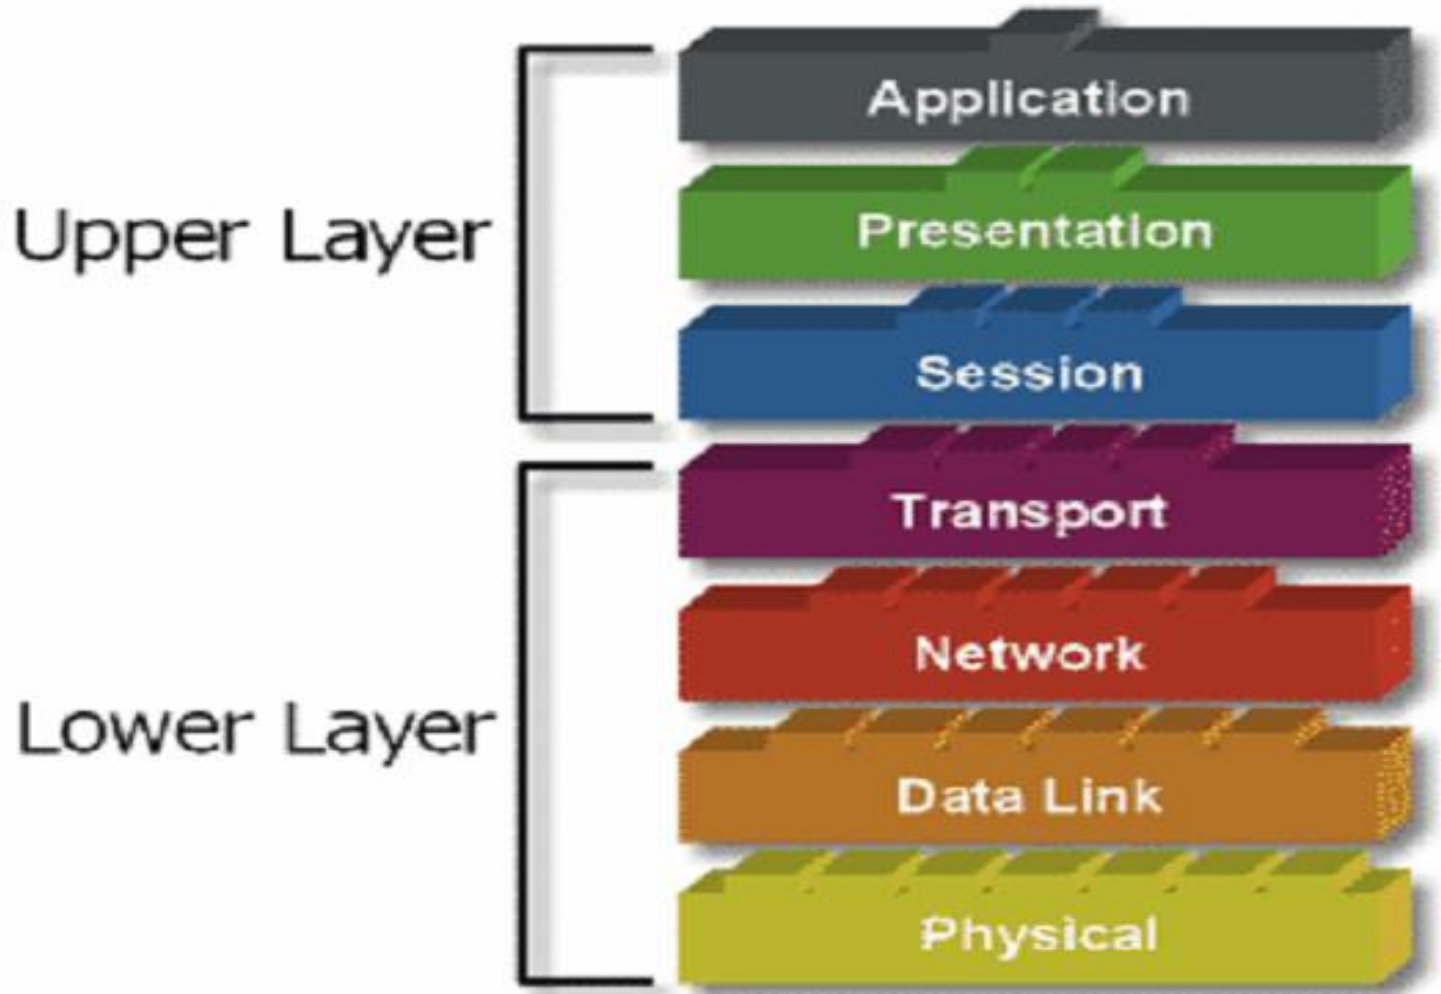 Application
Presentation
Upper Layer
Session
Transport
Network
Lower Layer
Data Link
Physical